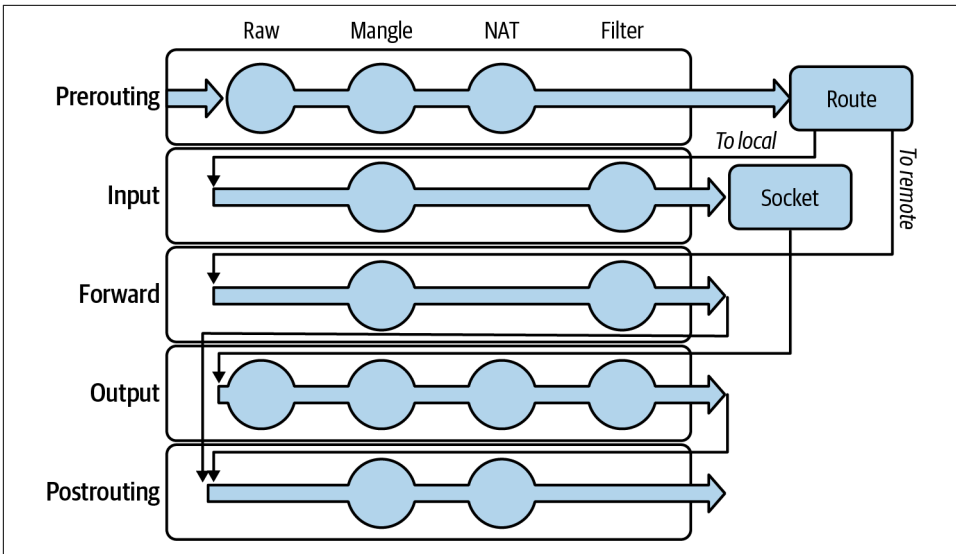 Raw Mangle NAT Filter
Prerouting
Route
To local
To remote
Input
Socket
Forward
Output
Postrouting